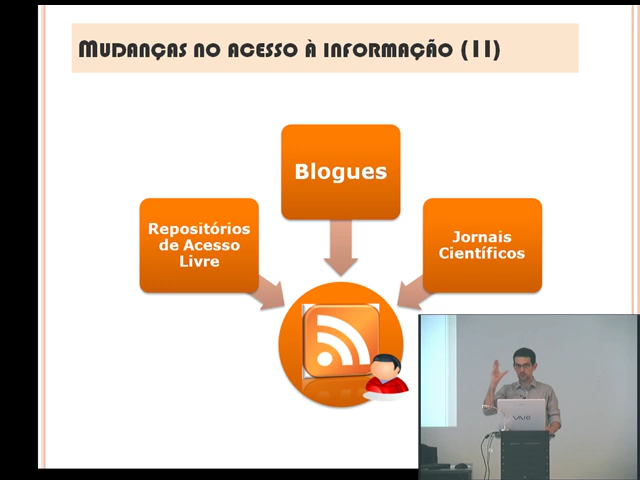 Mudanças no acesso à informação (II)
Blogues
Repositórios
de Acesso
Livre
Jornais
Científicos
VAIO